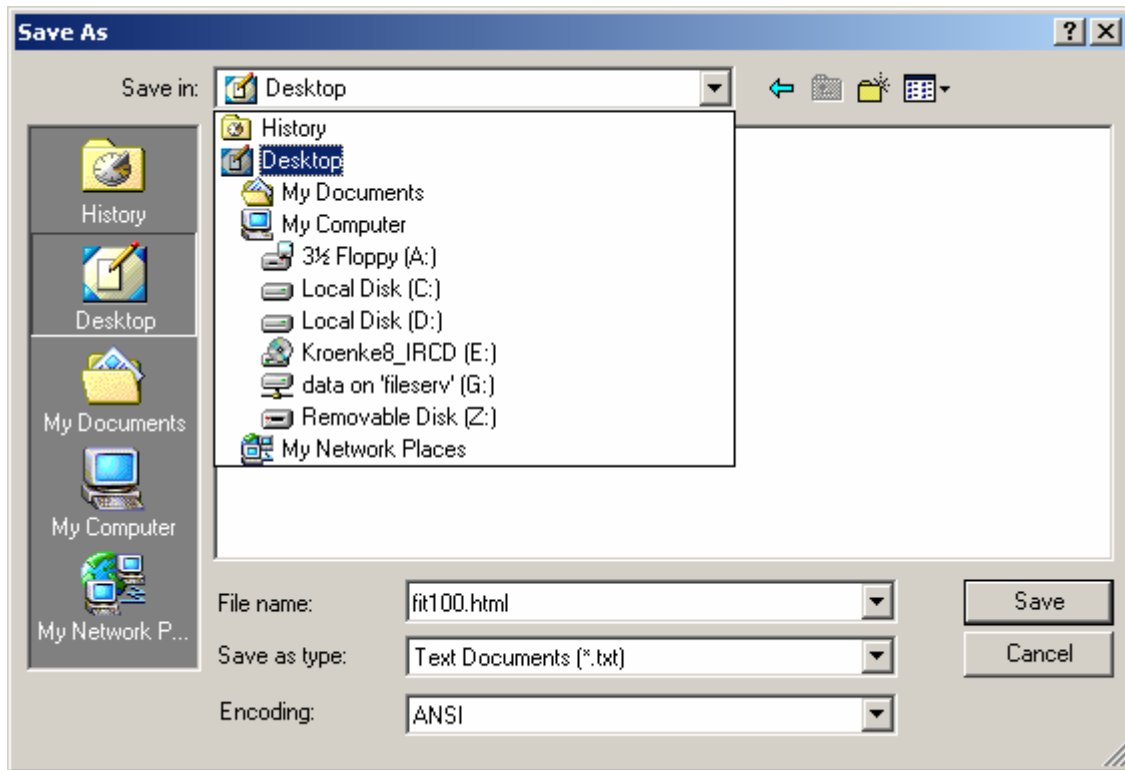 Save As
Save in: Desktop
History
Desktop
My Documents
My Computer
3½ Floppy (A:)
Local Disk (C:)
Local Disk (D:)
Kroenke8_IRCD (E:)
data on 'fileserv' (G:)
Removable Disk (Z:)
My Network Places
History
Desktop
My Documents
My Computer
My Network P...
File name: fit100.html Save
Save as type: Text Documents (*.txt) Cancel
Encoding: ANSI